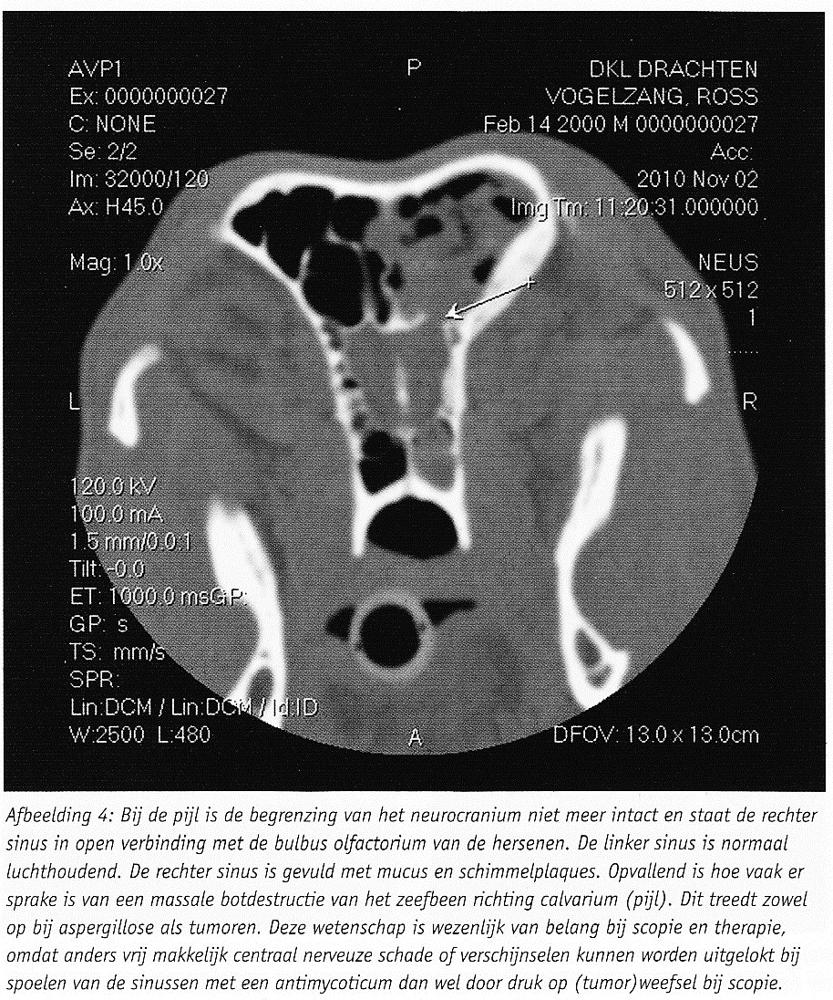 AVP1
Ex: 0000000027
C: NONE
Se: 2/2
Im: 32000/120
Ax: H45.0
Mag: 1.0x
P
DKL DRACHTEN
VOGELZANG, ROSS
Feb 14 2000 M 0000000027
Acc:
2010 Nov 02
Img Tm: 11:20:31.000000
NEUS
512 x 512
1
L
R
120.0 kV
100.0 mA
1.5 mm/0.0:1
Tilt: -0.0
ET: 1000.0 msGP:
GP: s
TS: mm/s
SPR:
Lin:DCM / Lin:DCM / Id:ID
W:2500 L:480
A
DFOV: 13.0 x 13.0cm
Afbeelding 4: Bij de pijl is de begrenzing van het neurocranium niet meer intact en staat de rechter
sinus in open verbinding met de bulbus olfactorium van de hersenen. De linker sinus is normaal
luchthoudend. De rechter sinus is gevuld met mucus en schimmelplaques. Opvallend is hoe vaak er
sprake is van een massale botdestructie van het zeefbeen richting calvarium (pijl). Dit treedt zowel
op bij aspergillose als tumoren. Deze wetenschap is wezenlijk van belang bij scopie en therapie,
omdat anders vrij makkelijk centraal nerveuze schade of verschijnselen kunnen worden uitgelokt bij
spoelen van de sinussen met een antimycoticum dan wel door druk op (tumor)weefsel bij scopie.